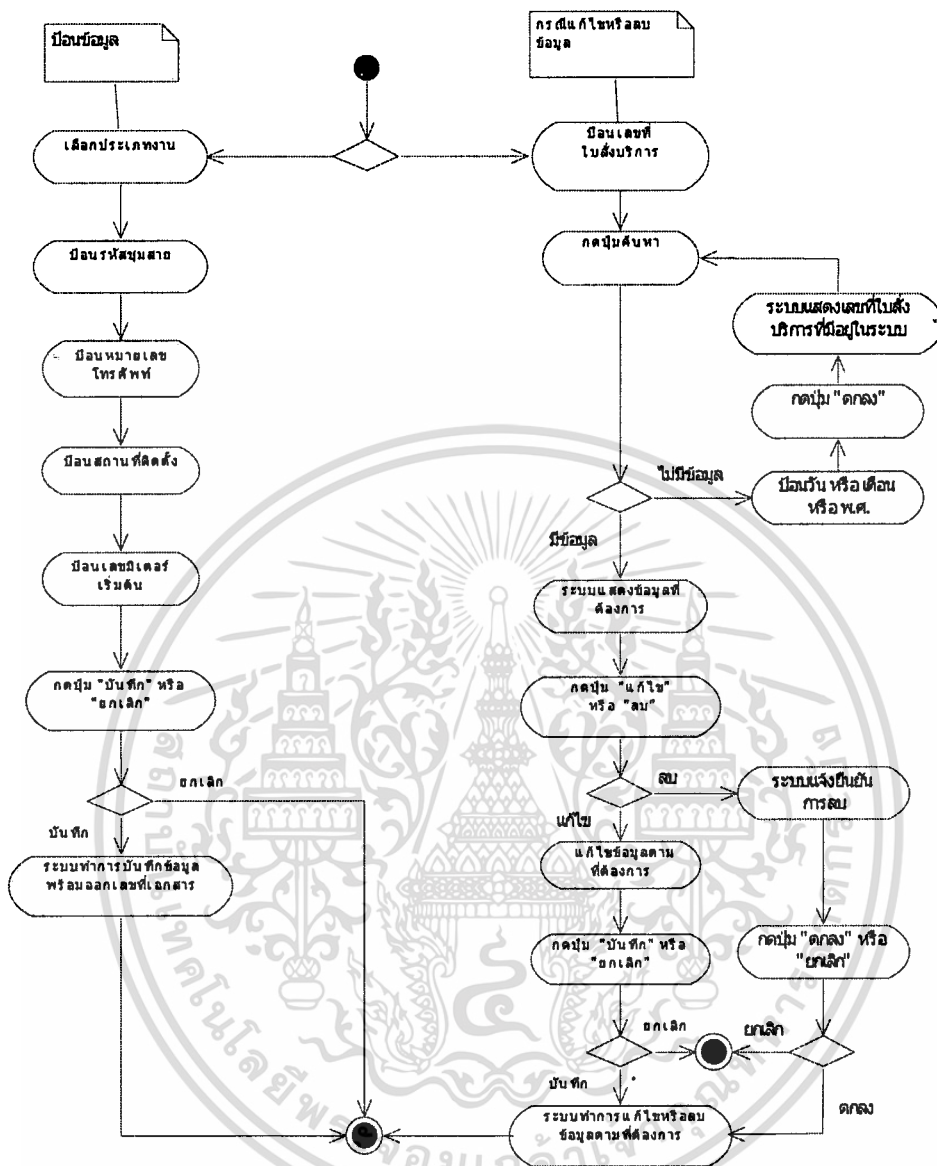 ป้อนข้อมูล
เลือกประเภทงาน
ป้อนรหัสชุมสาย
ป้อนหมายเลข
โทรศัพท์
ป้อนสถานที่ติดตั้ง
ป้อนเลขมิเตอร์
เริ่มต้น
กดปุ่ม "บันทึก" หรือ
"ยกเลิก"
ยกเลิก
บันทึก
ระบบทำการบันทึกข้อมูล
พร้อมออกเลขที่เอกสาร
กรณีแก้ไขหรือลบ
ข้อมูล
ป้อนเลขที่
ใบสั่งบริการ
กดปุ่มค้นหา
ระบบแสดงเลขที่ใบสั่ง
บริการที่มีอยู่ในระบบ
กดปุ่ม "ตกลง"
ป้อนวัน หรือ เดือน
หรือ พ.ศ.
ไม่มีข้อมูล
มีข้อมูล
ระบบแสดงข้อมูลที่
ต้องการ
กดปุ่ม "แก้ไข"
หรือ "ลบ"
ลบ
ระบบแจ้งยืนยัน
การลบ
แก้ไข
แก้ไขข้อมูลตาม
ที่ต้องการ
กดปุ่ม "บันทึก" หรือ
"ยกเลิก"
กดปุ่ม "ตกลง" หรือ
"ยกเลิก"
ยกเลิก
ยกเลิก
บันทึก
ตกลง
ระบบทำการแก้ไขหรือลบ
ข้อมูลตามที่ต้องการ